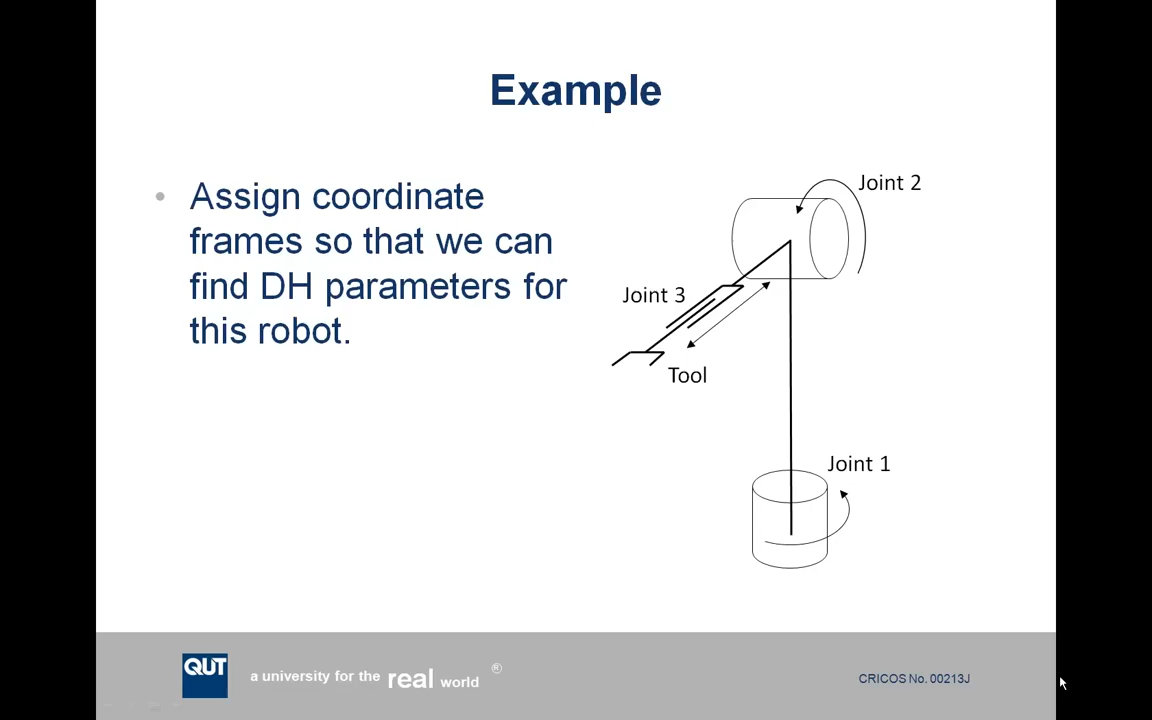 Example
• Assign coordinate
frames so that we can
find DH parameters for
this robot.
Joint 2
Joint 3
Tool
Joint 1
QUT
a university for the real world ®
CRICOS No. 00213J